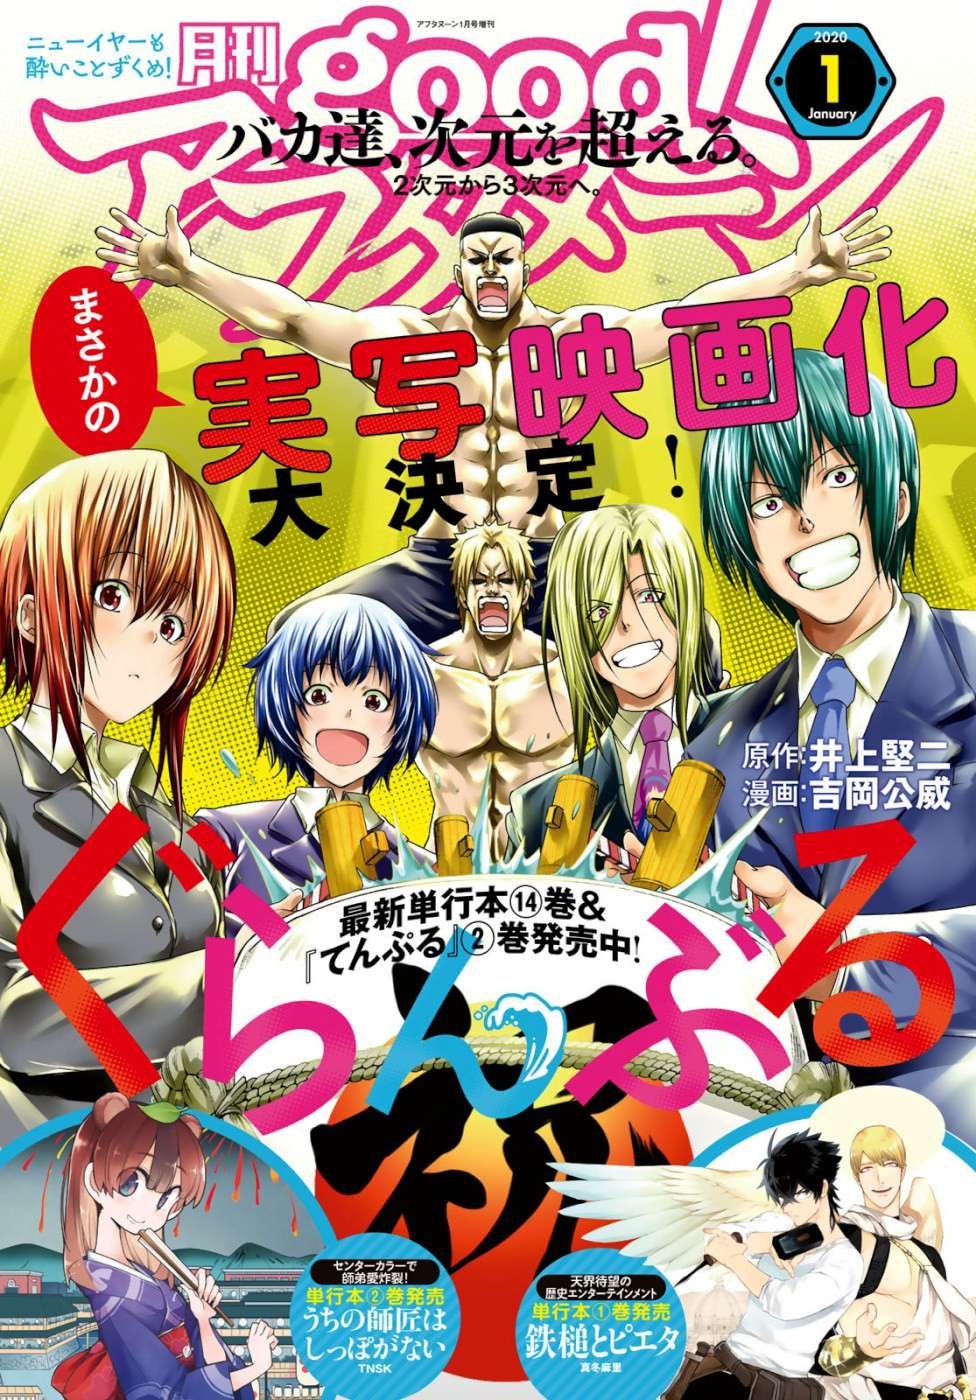 アフタヌーン1月号増刊
ニューイヤーも
酔いことずくめ!
月刊
good!
アフタヌーン
2020
1
January
バカ達、次元を超える。
2次元から3次元へ。
まさかの
実写映画化
大決定!
原作:井上堅二
漫画:吉岡公威
最新単行本⑭巻&
『てんぷる』②巻発売中!
ぐらんぶる
祝
センターカラーで
師弟愛炸裂!
単行本②巻発売
うちの師匠は
しっぽがない
TNSK
天界待望の
歴史エンターテインメント
単行本①巻発売
鉄槌とピエタ
真冬麻里